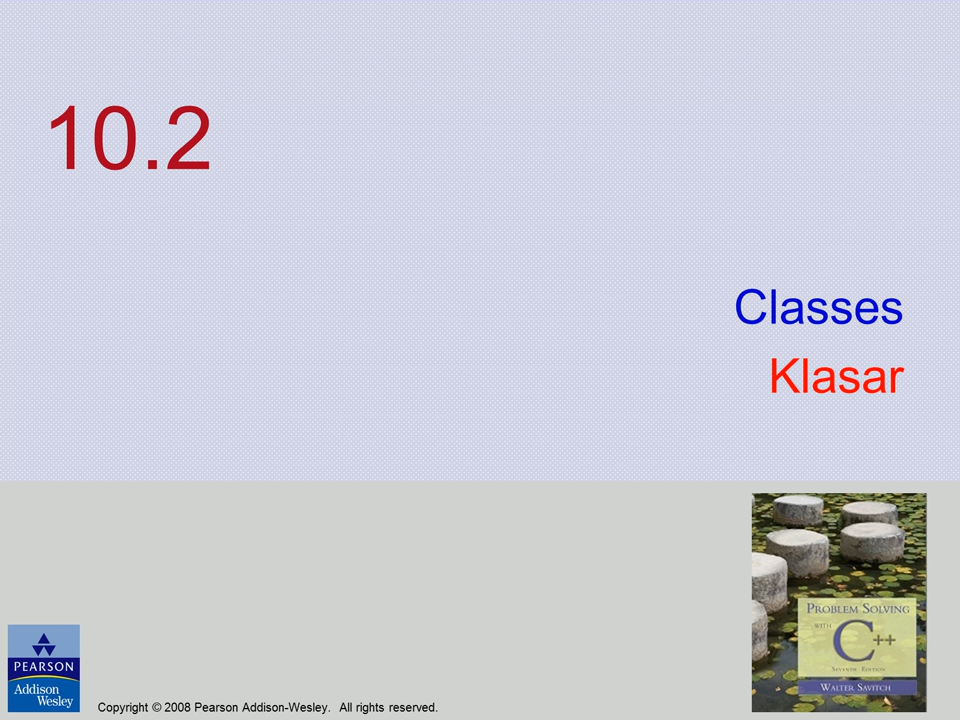 10.2
Classes
Klasar
PROBLEM SOLVING
WITH
C++
SEVENTH EDITION
WALTER SAVITCH
PEARSON
Addison
Wesley
Copyright © 2008 Pearson Addison-Wesley. All rights reserved.